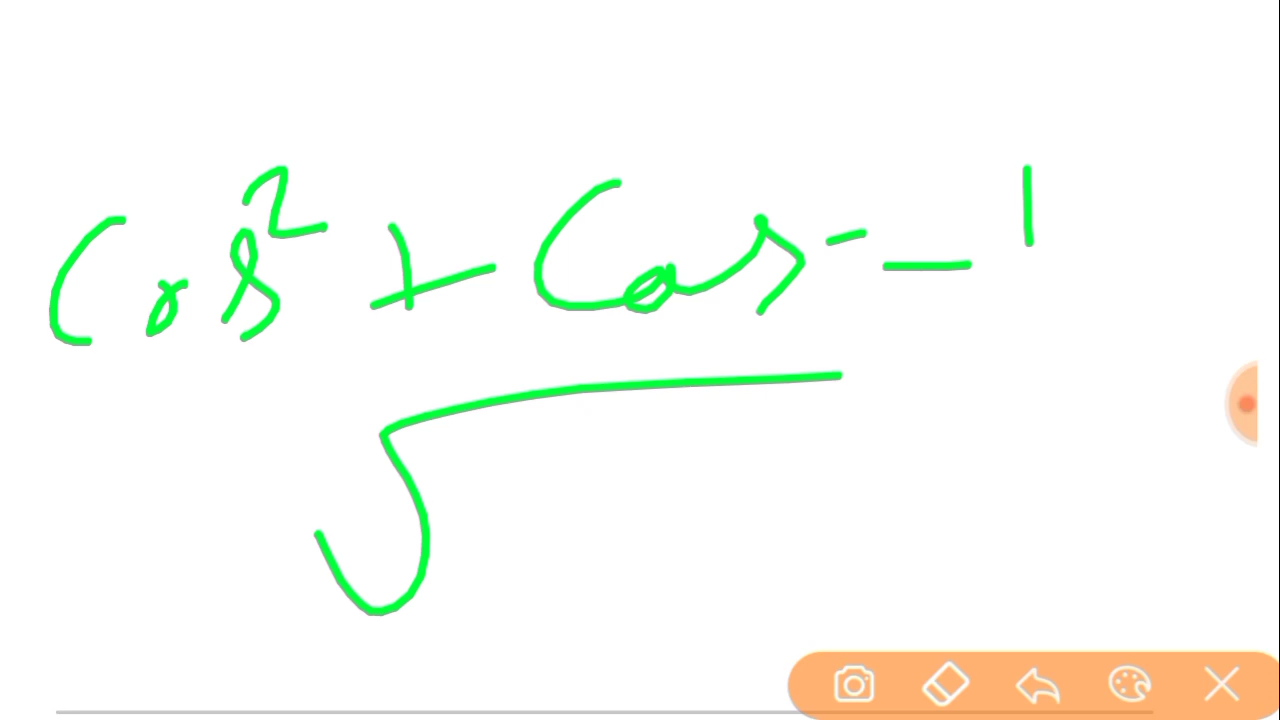 Cos² + Cos - - 1
√